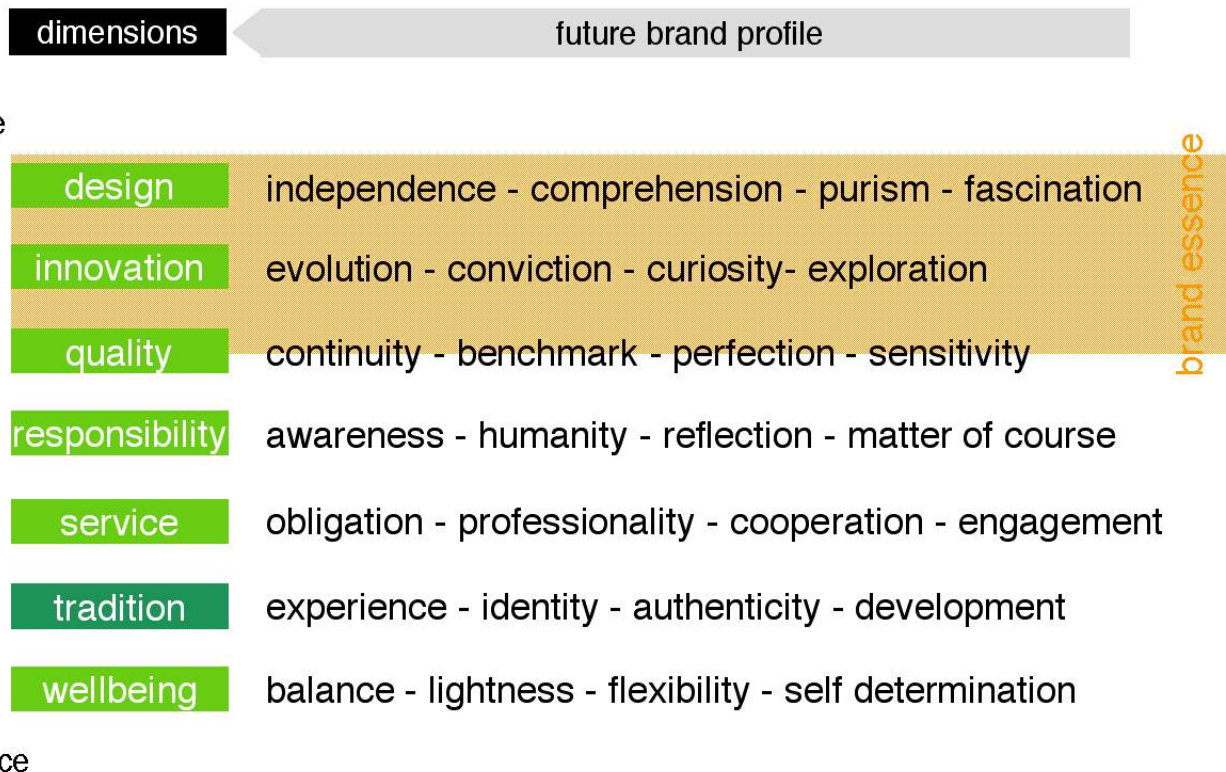 dimensions future brand profile
e
design independence - comprehension - purism - fascination
innovation evolution - conviction - curiosity- exploration
quality continuity - benchmark - perfection - sensitivity
responsibility awareness - humanity - reflection - matter of course
service obligation - professionality - cooperation - engagement
tradition experience - identity - authenticity - development
wellbeing balance - lightness - flexibility - self determination
ce
brand essence